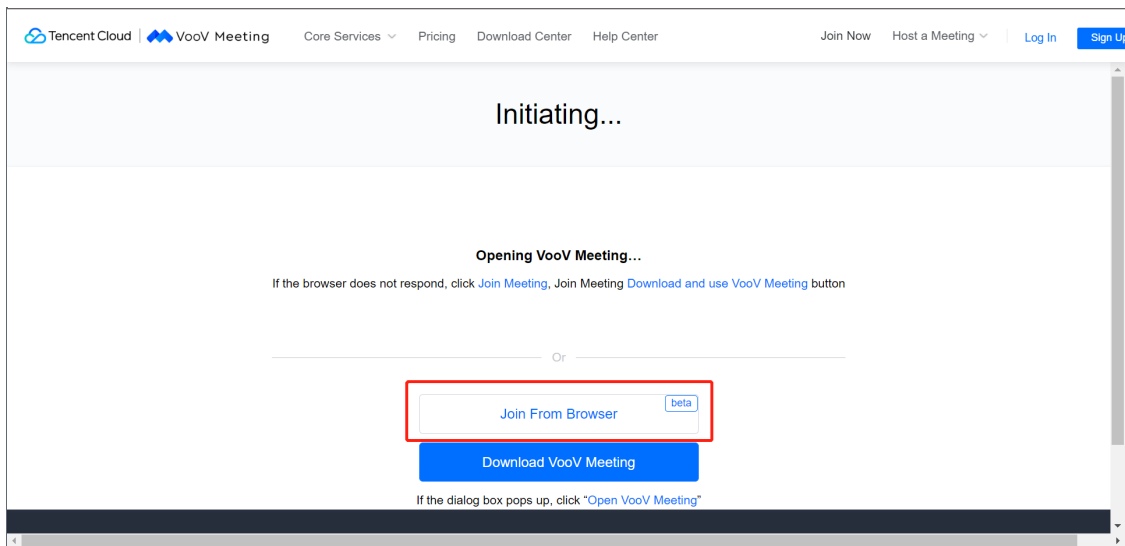 Tencent Cloud VooV Meeting Core Services Pricing Download Center Help Center Join Now Host a Meeting Log In Sign Up
Initiating...
Opening VooV Meeting...
If the browser does not respond, click Join Meeting, Join Meeting Download and use VooV Meeting button
Or
beta
Join From Browser
Download VooV Meeting
If the dialog box pops up, click “Open VooV Meeting”